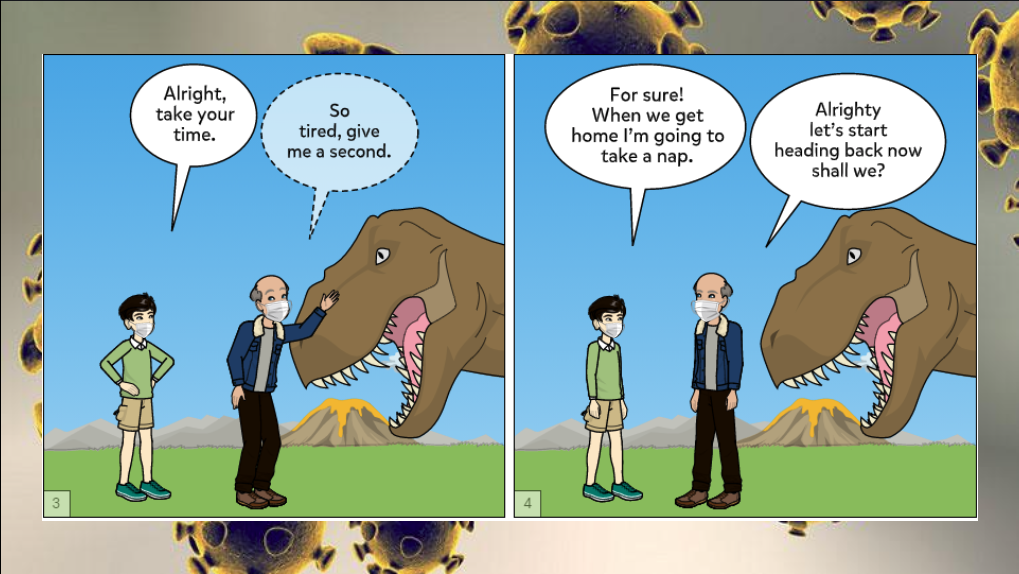 Alright,
take your
time.
So
tired, give
me a second.
3
For sure!
When we get
home I'm going to
take a nap.
Alrighty
let's start
heading back now
shall we?
4